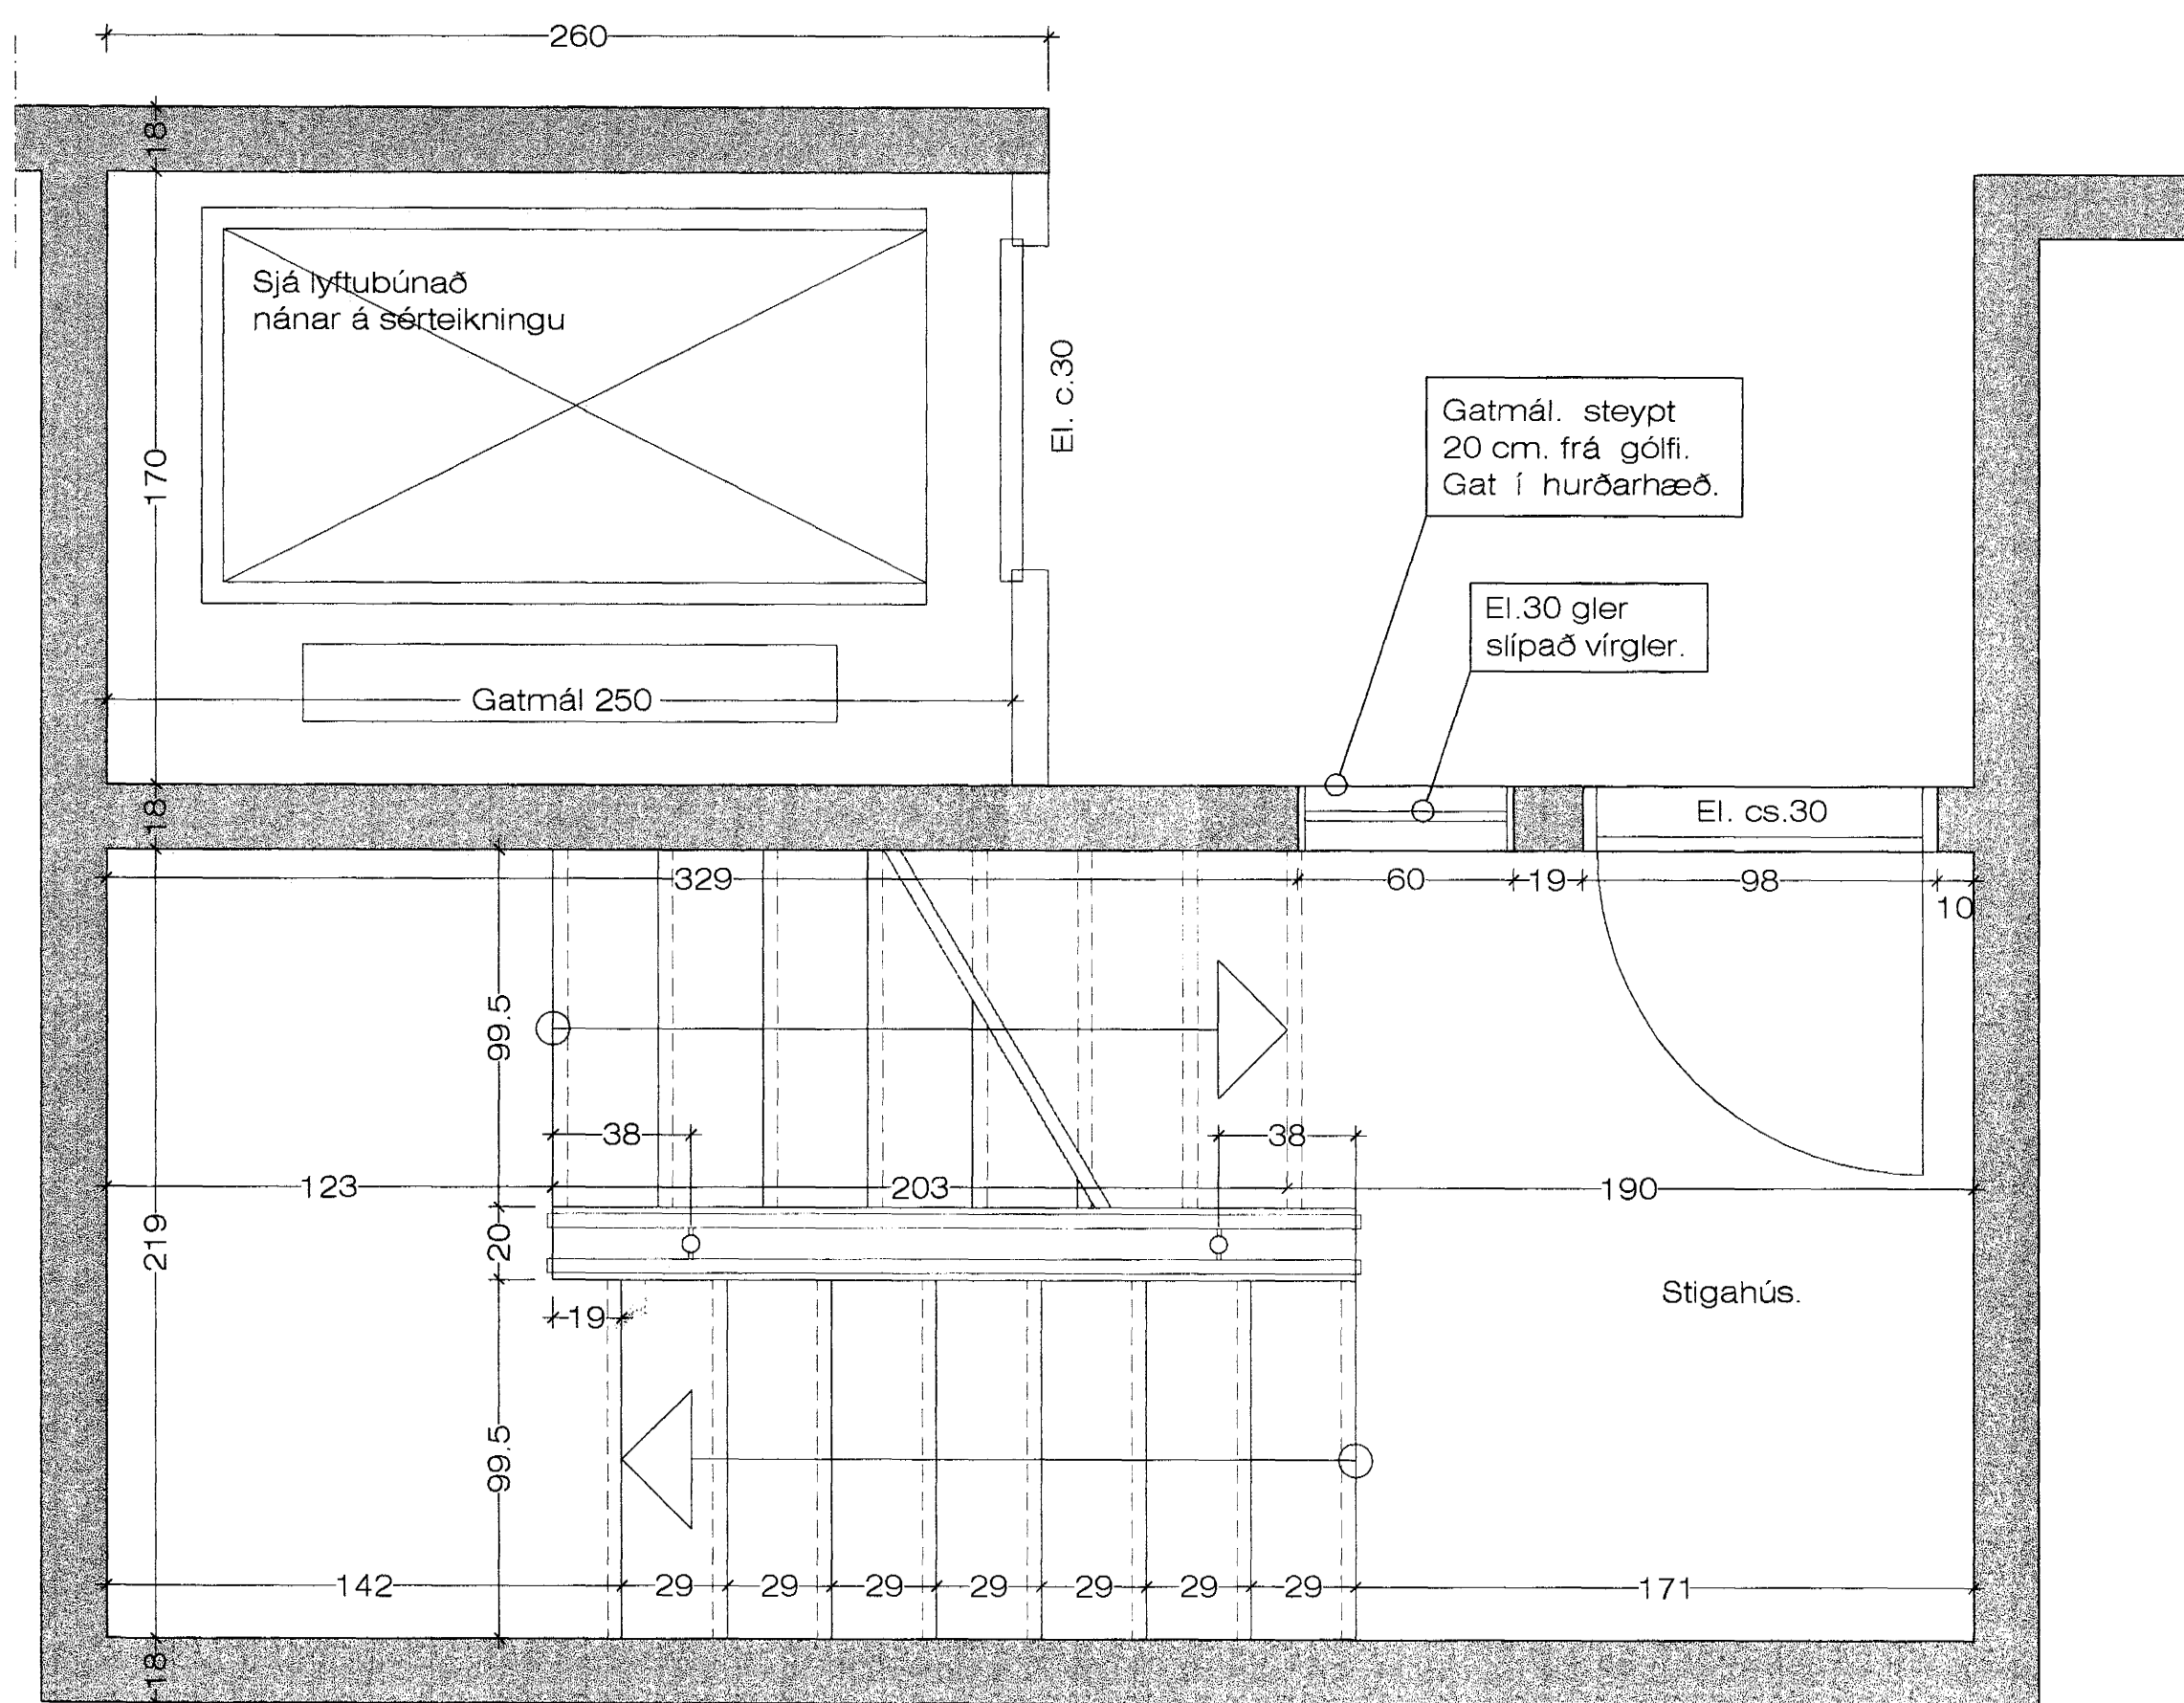 260
18
Sjá lyftubúnað
nánar á sérteikningu
El. c.30
170
Gatmál. steypt
20 cm. frá gólfi.
Gat í hurðarhæð.
El.30 gler
slípað vírgler.
Gatmál 250
18
El. cs.30
329
60
19
98
10
99.5
38
38
123
203
190
219
20
19
Stigahús.
99.5
142
29
29
29
29
29
29
29
171
18